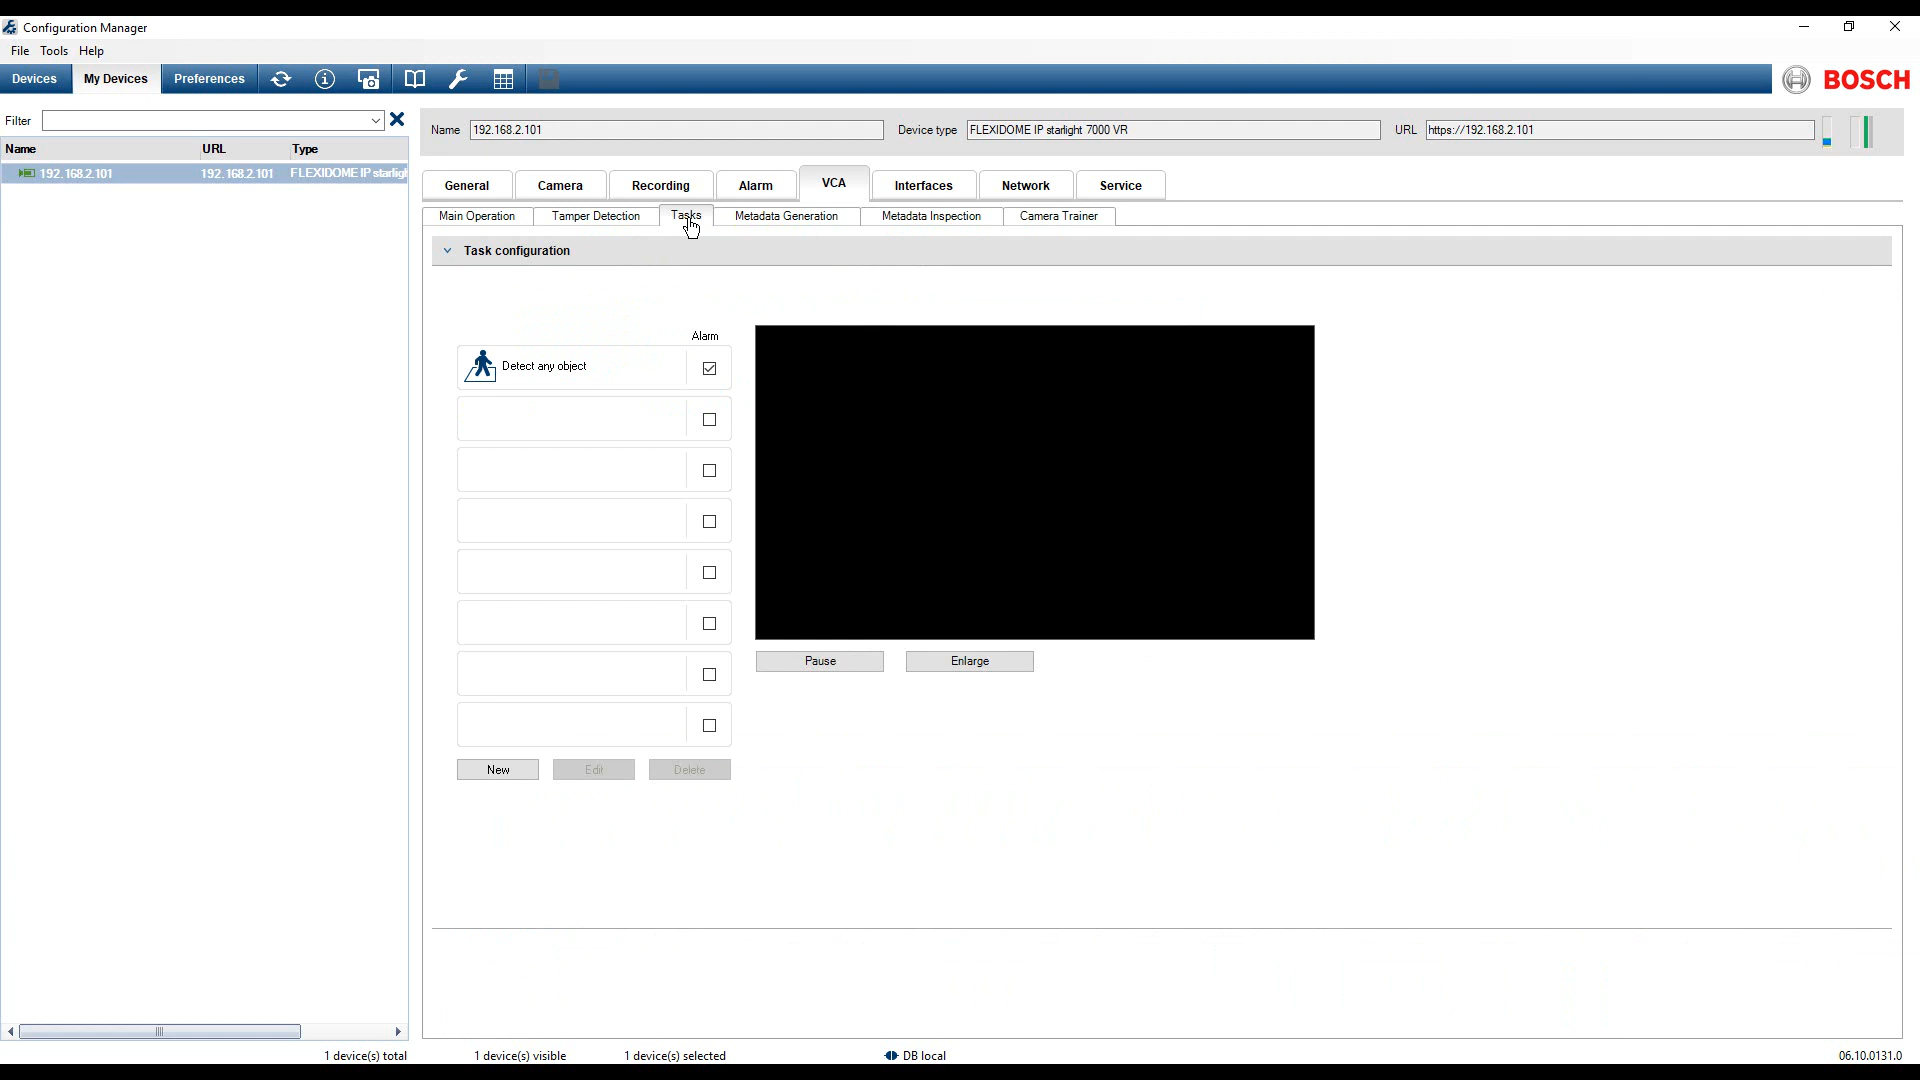 Configuration Manager
File Tools Help
Devices My Devices Preferences BOSCH
Filter
Name URL Type
192.168.2.101 192.168.2.101 FLEXIDOME IP starligh
Name 192.168.2.101 Device type FLEXIDOME IP starlight 7000 VR URL https://192.168.2.101
General Camera Recording Alarm VCA Interfaces Network Service
Main Operation Tamper Detection Tasks Metadata Generation Metadata Inspection Camera Trainer
Task configuration
Alarm
Detect any object
Pause Enlarge
New Edit Delete
1 device(s) total 1 device(s) visible 1 device(s) selected DB local 06.10.0131.0